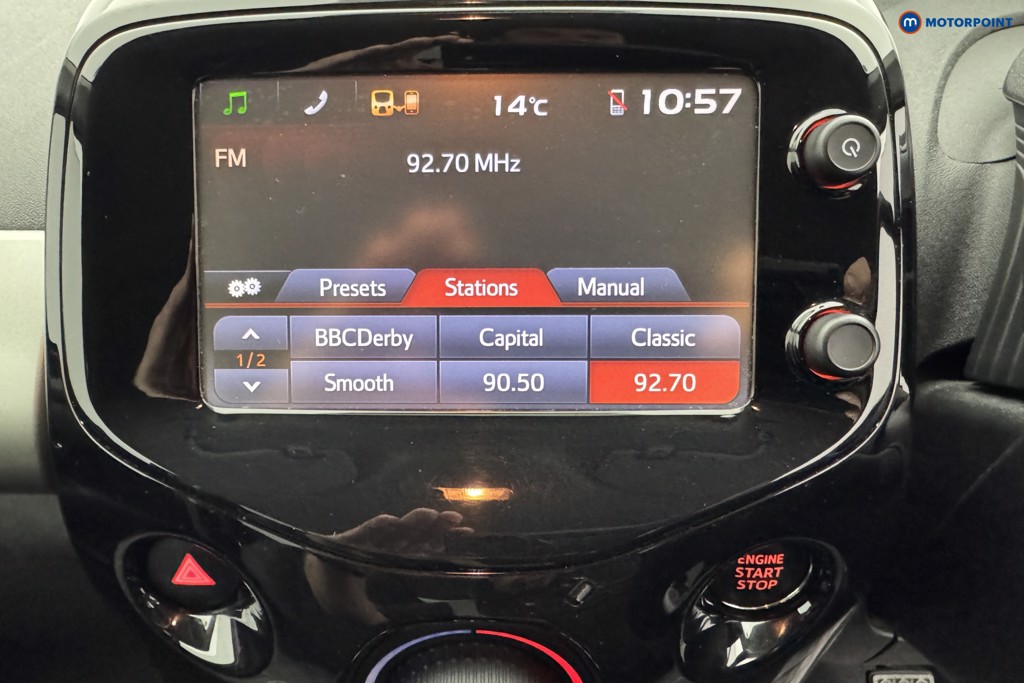 MOTORPOINT
14°C
10:57
FM
92.70 MHz
Presets
Stations
Manual
1/2
BBCDerby
Capital
Classic
Smooth
90.50
92.70
ENGINE
START
STOP